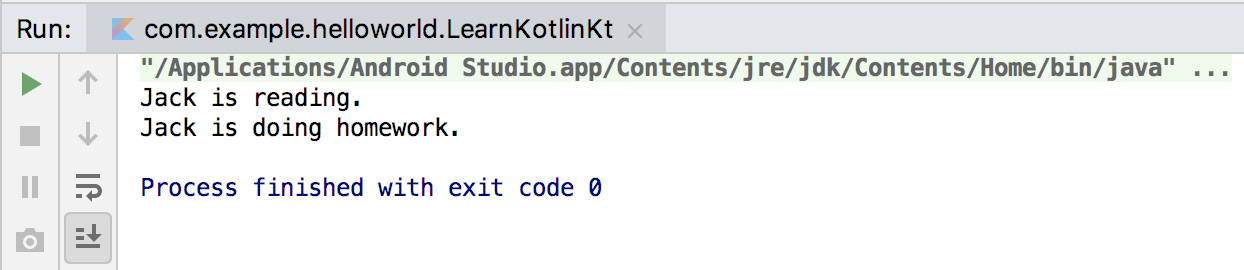 Run: com.example.helloworld.LearnKotlinKt
"/Applications/Android Studio.app/Contents/jre/jdk/Contents/Home/bin/java" ...
Jack is reading.
Jack is doing homework.
Process finished with exit code 0